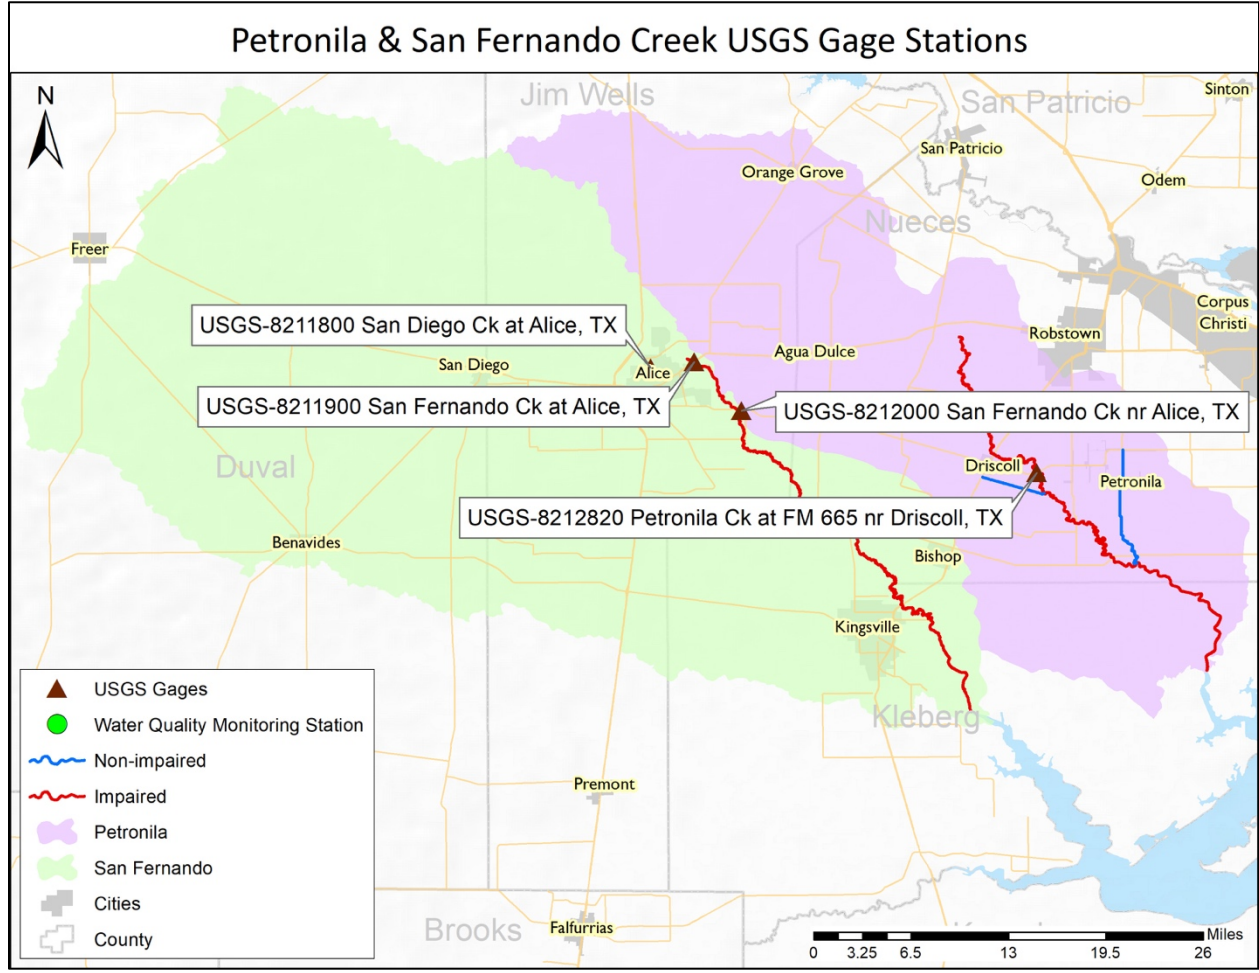 Petronila & San Fernando Creek USGS Gage Stations
N
Jim Wells
San Patricio
Sinton
San Patricio
Orange Grove
Odem
Nueces
Freer
Corpus
Christi
USGS-8211800 San Diego Ck at Alice, TX
Robstown
San Diego
Alice
Agua Dulce
USGS-8211900 San Fernando Ck at Alice, TX
USGS-8212000 San Fernando Ck nr Alice, TX
Duval
Driscoll
Petronila
USGS-8212820 Petronila Ck at FM 665 nr Driscoll, TX
Benavides
Bishop
Kingsville
Kleberg
USGS Gages
Water Quality Monitoring Station
Non-impaired
Impaired
Petronila
San Fernando
Cities
County
Premont
Brooks
Falfurrias
Miles
0 3.25 6.5 13 19.5 26